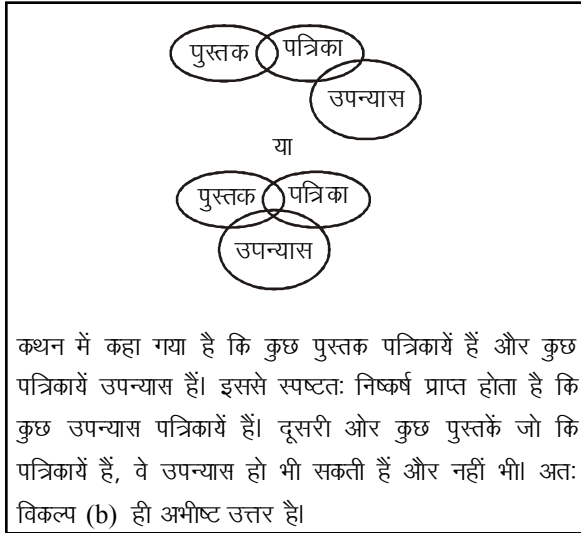 पुस्तक पत्रिका
उपन्यास
या
पुस्तक पत्रिका
उपन्यास
कथन में कहा गया है कि कुछ पुस्तक पत्रिकायें हैं और कुछ
पत्रिकायें उपन्यास हैं। इससे स्पष्टतः निष्कर्ष प्राप्त होता है कि
कुछ उपन्यास पत्रिकायें हैं। दूसरी ओर कुछ पुस्तकें जो कि
पत्रिकायें हैं, वे उपन्यास हो भी सकती हैं और नहीं भी। अतः
विकल्प (b) ही अभीष्ट उत्तर है।